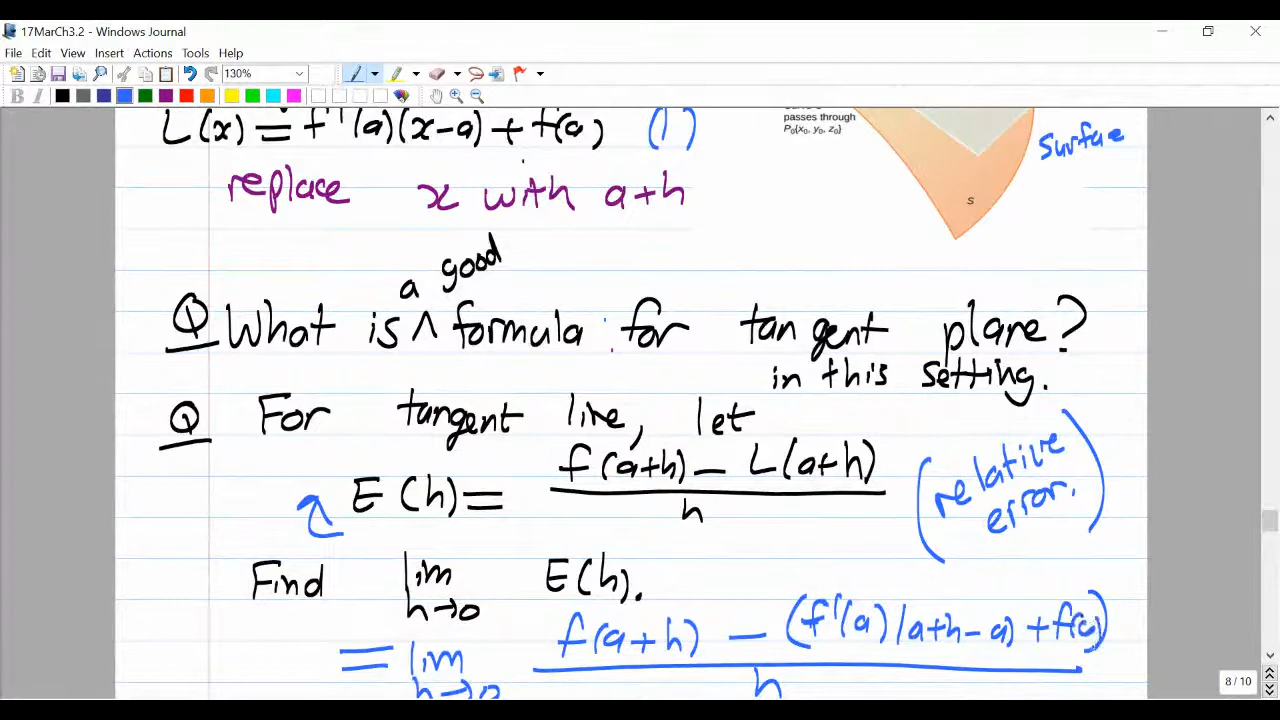 17MarCh3.2 - Windows Journal
File Edit View Insert Actions Tools Help
130%
B I
L(x) = f'(a)(x-a) + f(a) (1)
passes through
P₀(x₀, y₀, z₀)
surface
S
replace x with a+h
a good
Q What is ^ formula for tangent plane?
in this setting.
Q For tangent line, let
E(h) = f(a+h) - L(a+h) / h (relative error.)
Find lim h→0 E(h).
= lim h→0 f(a+h) - (f'(a)(a+h-a) + f(a)) / h
8 / 10